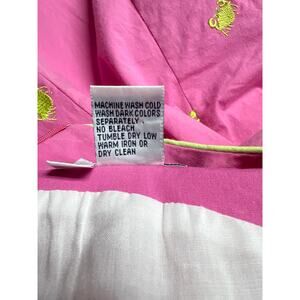 MACHINE WASH COLD
WASH DARK COLORS
SEPARATELY.
NO BLEACH
TUMBLE DRY LOW
WARM IRON OR
DRY CLEAN